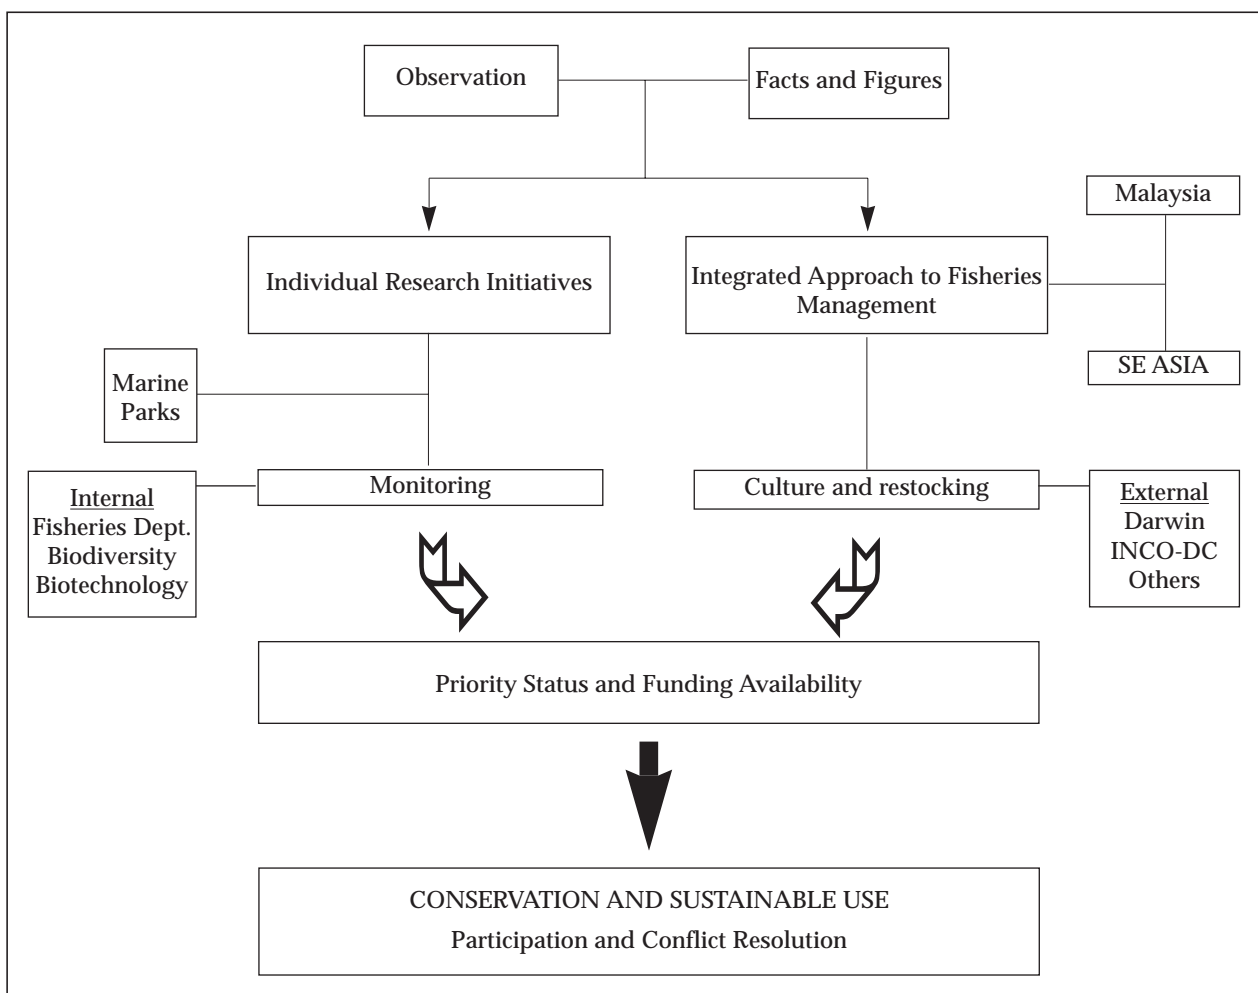 Observation
Facts and Figures
Malaysia
Individual Research Initiatives
Integrated Approach to Fisheries
Management
SE ASIA
Marine
Parks
Monitoring
Culture and restocking
Internal
Fisheries Dept.
Biodiversity
Biotechnology
External
Darwin
INCO-DC
Others
Priority Status and Funding Availability
CONSERVATION AND SUSTAINABLE USE
Participation and Conflict Resolution